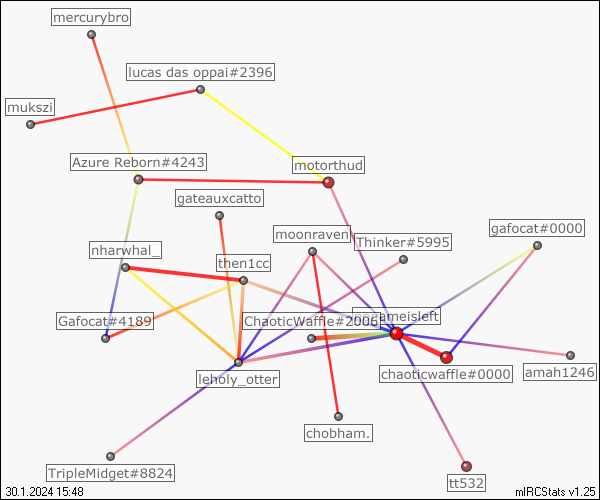 mercurybro
lucas das oppai#2396
mukszi
Azure Reborn#4243
motorthud
gateauxcatto
moonraven
Thinker#5995
gafocat#0000
nharwhal_
then1cc
Gafocat#4189
ChaoticWaffle#2006
ameisleft
leholy_otter
chaoticwaffle#0000
amah1246
chobham.
TripleMidget#8824
tt532
30.1.2024 15:48
mIRCStats v1.25